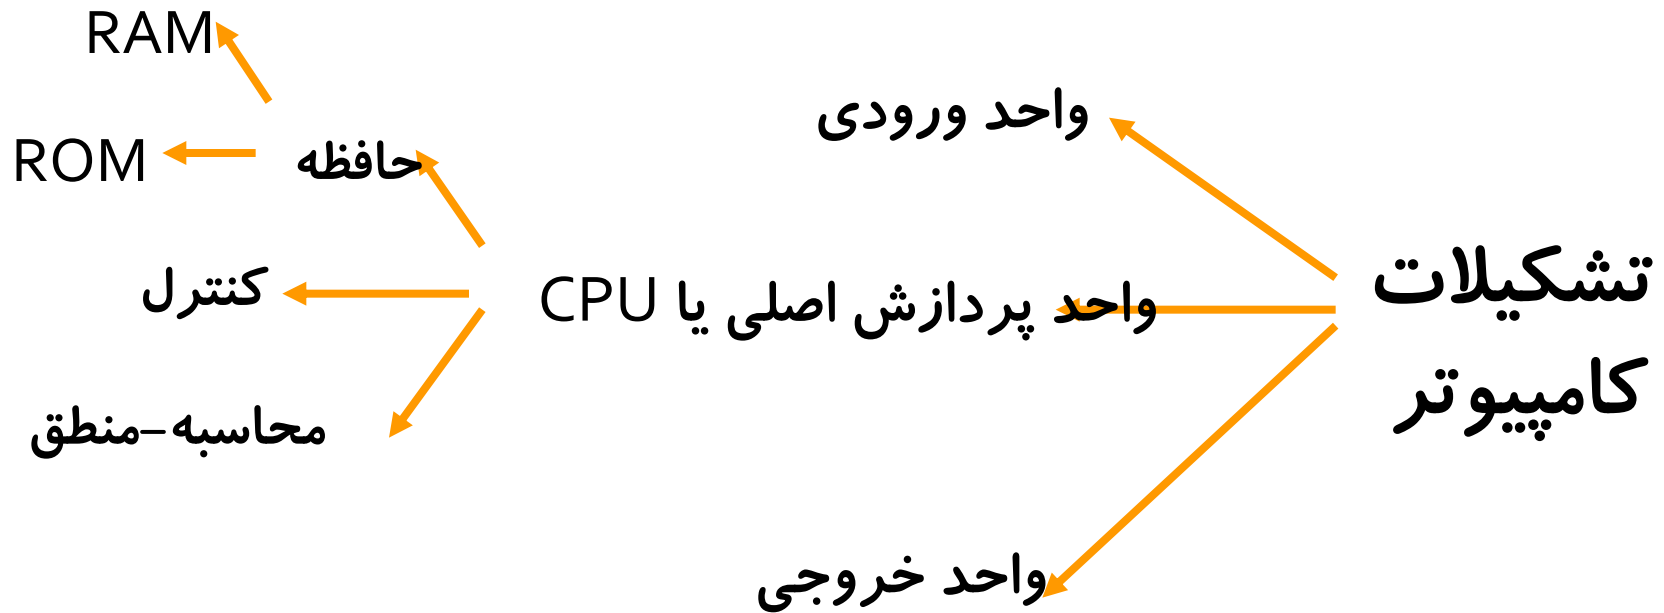 تشکیلات
کامپیوتر
واحد ورودی
واحد پردازش اصلی یا CPU
واحد خروجی
حافظه
کنترل
محاسبه-منطق
RAM
ROM